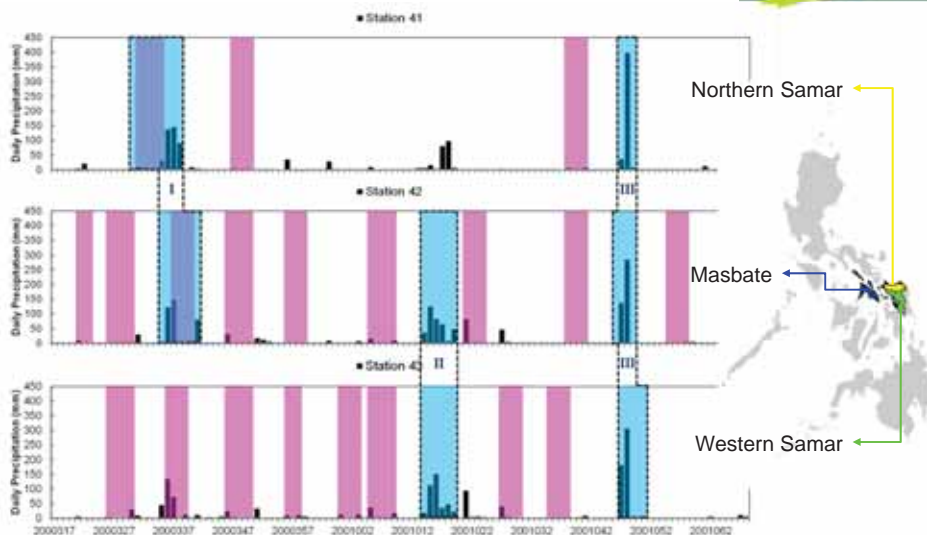 Station 41
Daily Precipitation (mm)
450
400
350
300
250
200
150
100
50
0
I
III
Station 42
Daily Precipitation (mm)
450
400
350
300
250
200
150
100
50
0
II
III
Station 43
Daily Precipitation (mm)
450
400
350
300
250
200
150
100
50
0
2000317 2000327 2000337 2000347 2000357 2001002 2001012 2001022 2001032 2001042 2001052 2001062
Northern Samar
Masbate
Western Samar